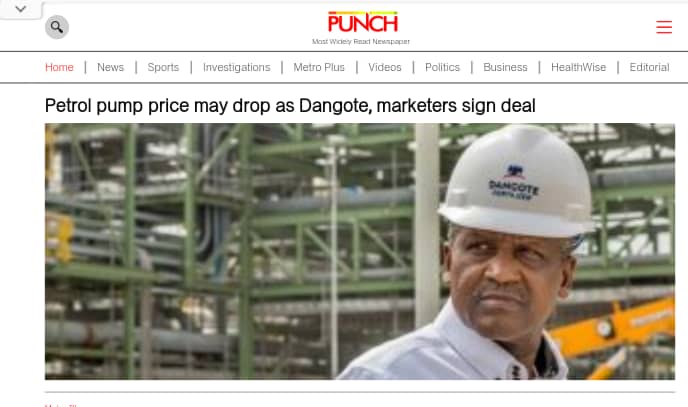 PUNCH
Most Widely Read Newspaper
Home | News | Sports | Investigations | Metro Plus | Videos | Politics | Business | HealthWise | Editorial
Petrol pump price may drop as Dangote, marketers sign deal
DANGOTE